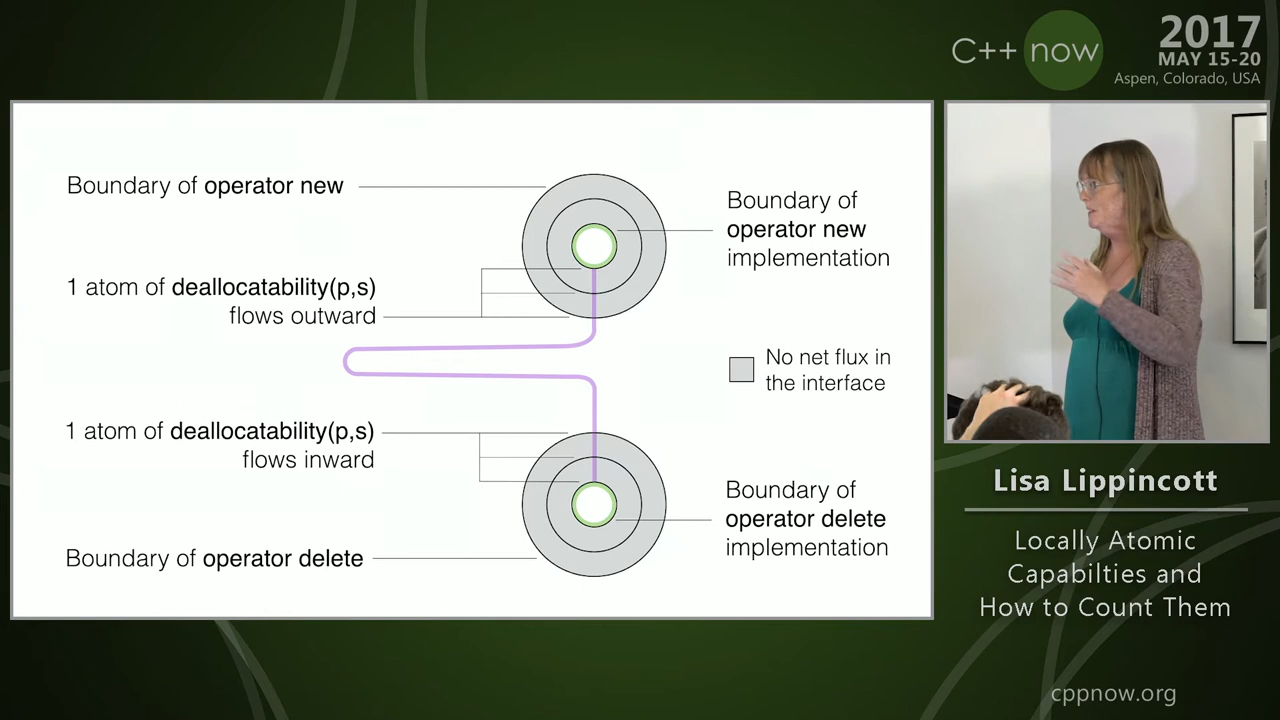 C++ now
2017
MAY 15-20
Aspen, Colorado, USA
Boundary of operator new
1 atom of deallocatability(p,s)
flows outward
Boundary of
operator new
implementation
No net flux in
the interface
1 atom of deallocatability(p,s)
flows inward
Boundary of
operator delete
implementation
Boundary of operator delete
Lisa Lippincott
Locally Atomic
Capabilties and
How to Count Them
cppnow.org